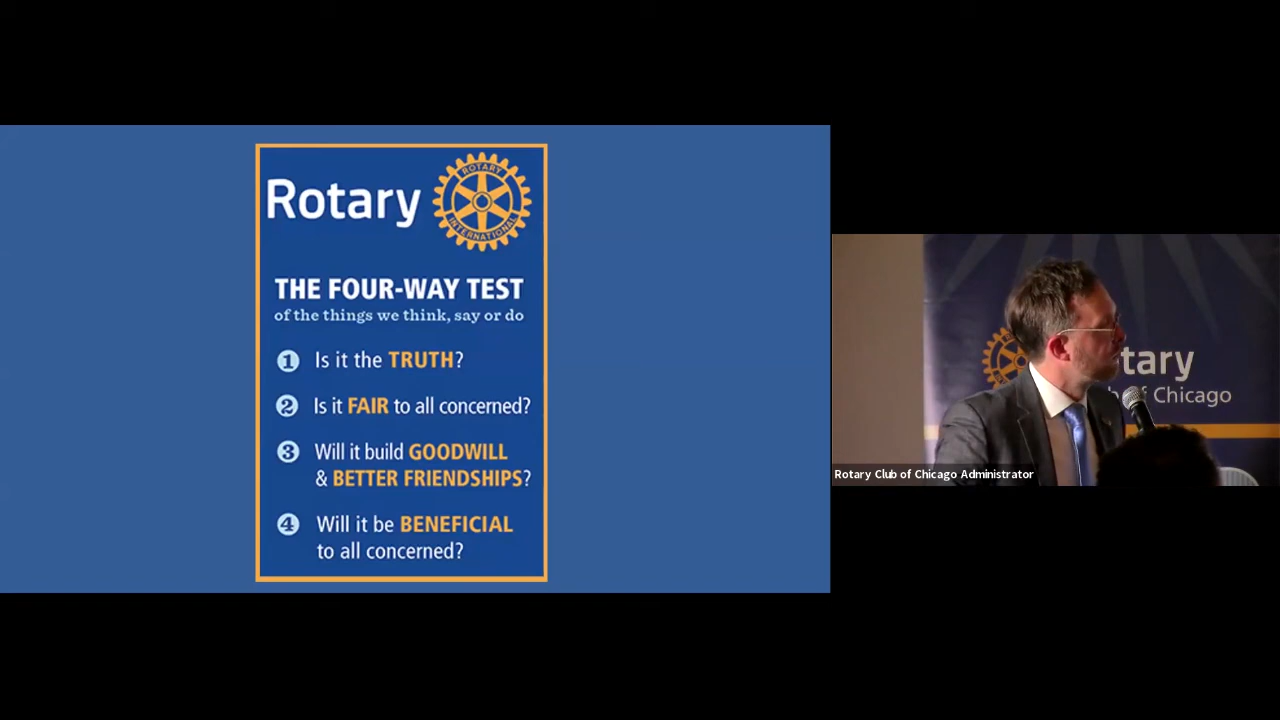 Rotary
ROTARY
INTERNATIONAL
THE FOUR-WAY TEST
of the things we think, say or do
1 Is it the TRUTH?
2 Is it FAIR to all concerned?
3 Will it build GOODWILL
& BETTER FRIENDSHIPS?
4 Will it be BENEFICIAL
to all concerned?
tary
of Chicago
Rotary Club of Chicago Administrator